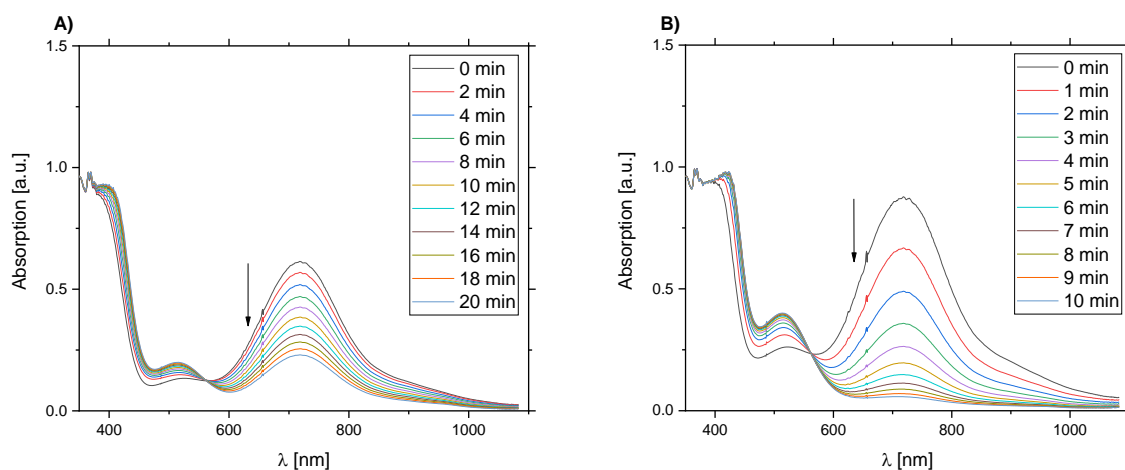 A)
1.5
1.0
0.5
0.0
Absorption [a.u.]
400
600
800
1000
λ [nm]
0 min
2 min
4 min
6 min
8 min
10 min
12 min
14 min
16 min
18 min
20 min
B)
1.5
1.0
0.5
0.0
Absorption [a.u.]
400
600
800
1000
λ [nm]
0 min
1 min
2 min
3 min
4 min
5 min
6 min
7 min
8 min
9 min
10 min